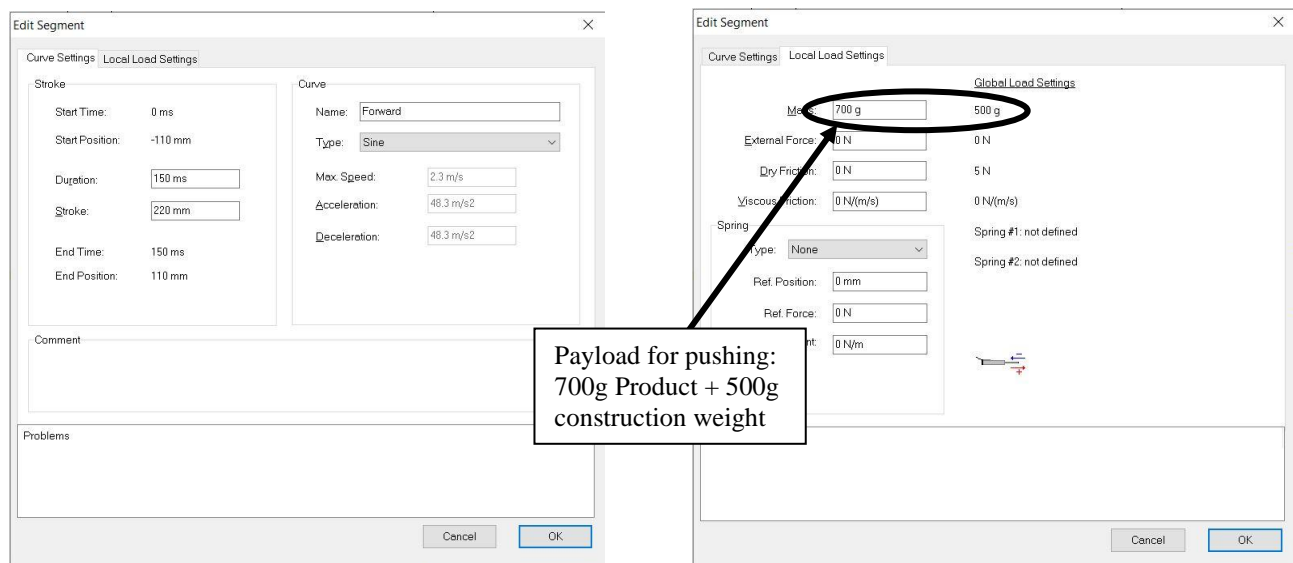 Edit Segment
Curve Settings Local Load Settings
Stroke
Start Time: 0 ms
Start Position: -110 mm
Duration: 150 ms
Stroke: 220 mm
End Time: 150 ms
End Position: 110 mm
Curve
Name: Forward
Type: Sine
Max. Speed: 2.3 m/s
Acceleration: 48.3 m/s2
Deceleration: 48.3 m/s2
Comment
Problems
Cancel OK
Edit Segment
Curve Settings Local Load Settings
Global Load Settings
700 g 500 g
External Force: 0 N 0 N
Dry Friction: 0 N 5 N
Viscous Friction: 0 N/(m/s) 0 N/(m/s)
Spring
Type: None
Ref. Position: 0 mm
Ref. Force: 0 N
0 N/m
Spring #1: not defined
Spring #2: not defined
Payload for pushing:
700g Product + 500g
construction weight
Cancel OK